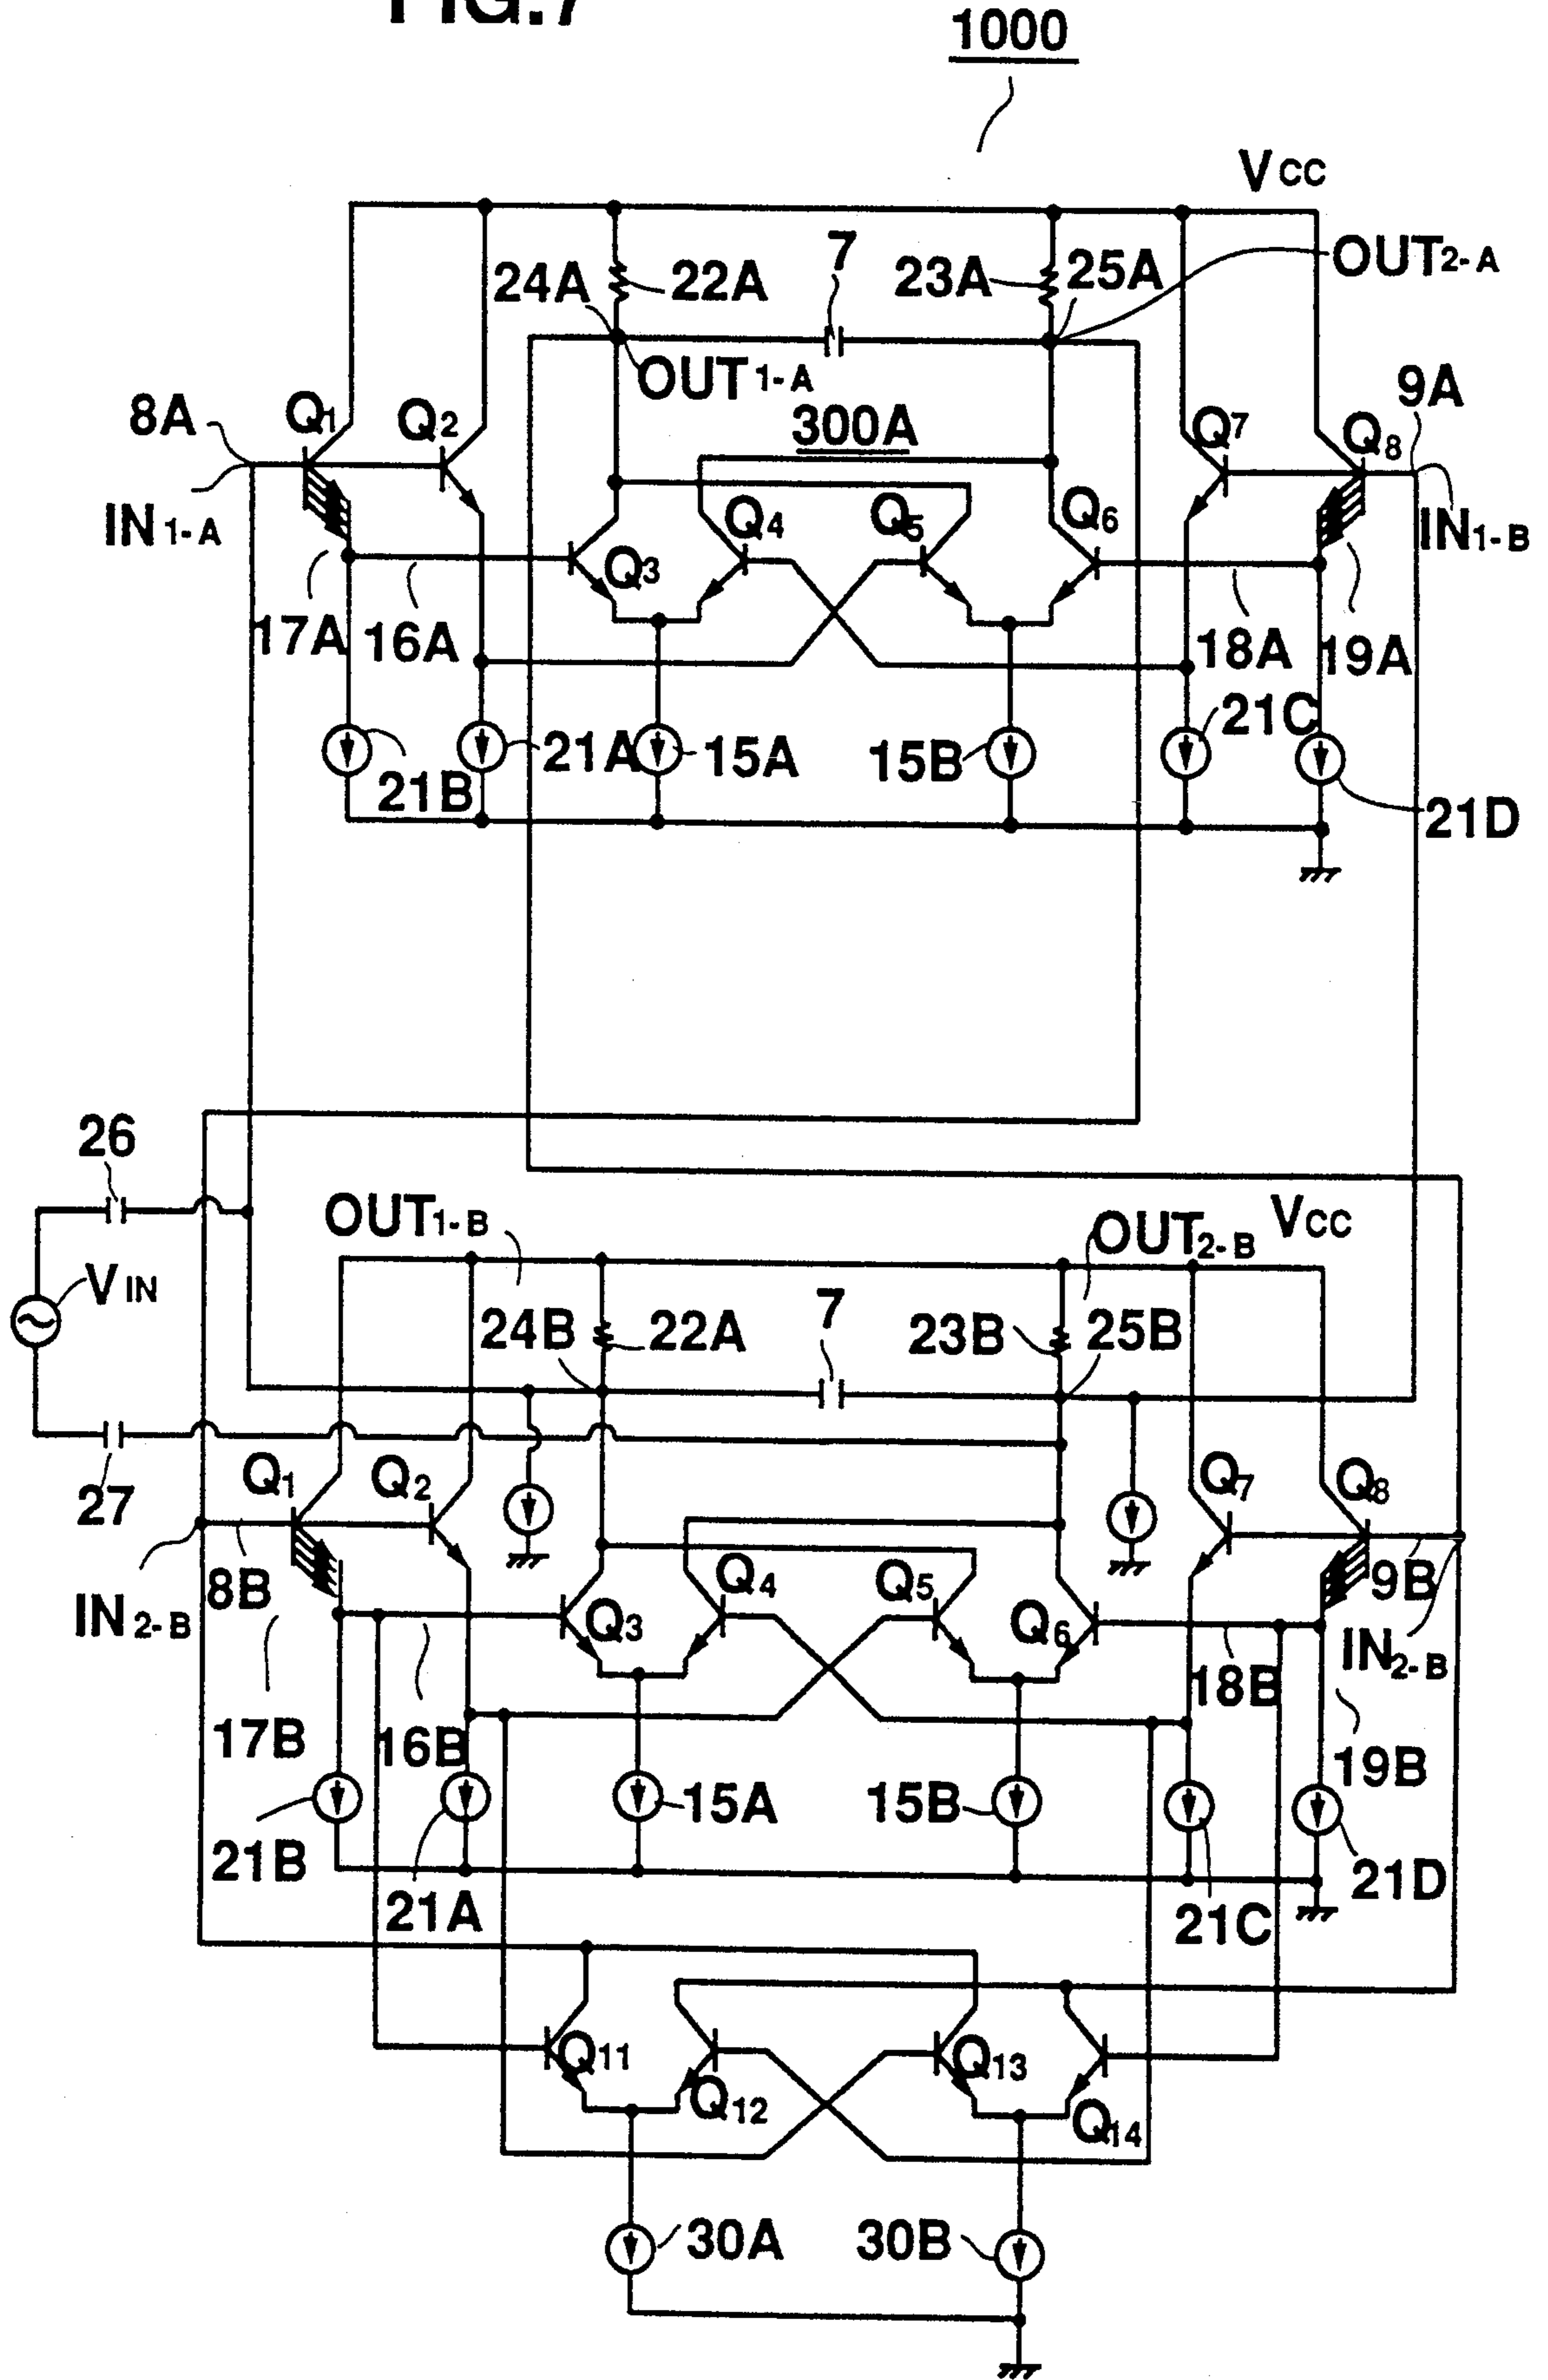 FIG.7
1000
VCC
7
OUT2-A
24A
22A
23A
25A
OUT1-A
8A
Q1
Q2
300A
Q7
9A
Q8
IN1-A
Q4
Q5
Q6
IN1-B
Q3
17A
16A
18A
19A
21C
21A
15A
15B
21B
21D
26
OUT1-B
OUT2-B
VCC
VIN
7
24B
22A
23B
25B
Q1
Q2
Q7
Q8
27
8B
Q4
Q5
9B
IN2-B
Q3
Q6
IN2-B
18B
17B
16B
19B
15A
15B
21B
21D
21A
21C
Q11
Q13
Q12
Q14
30A
30B